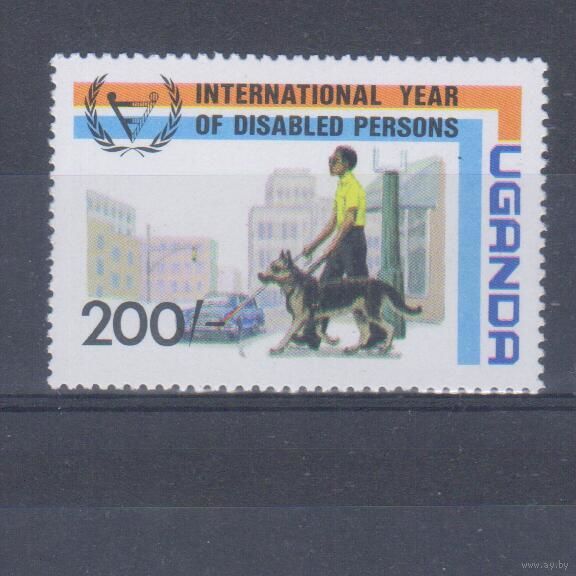 INTERNATIONAL YEAR
OF DISABLED PERSONS
UGANDA
200/-
www.ay.by